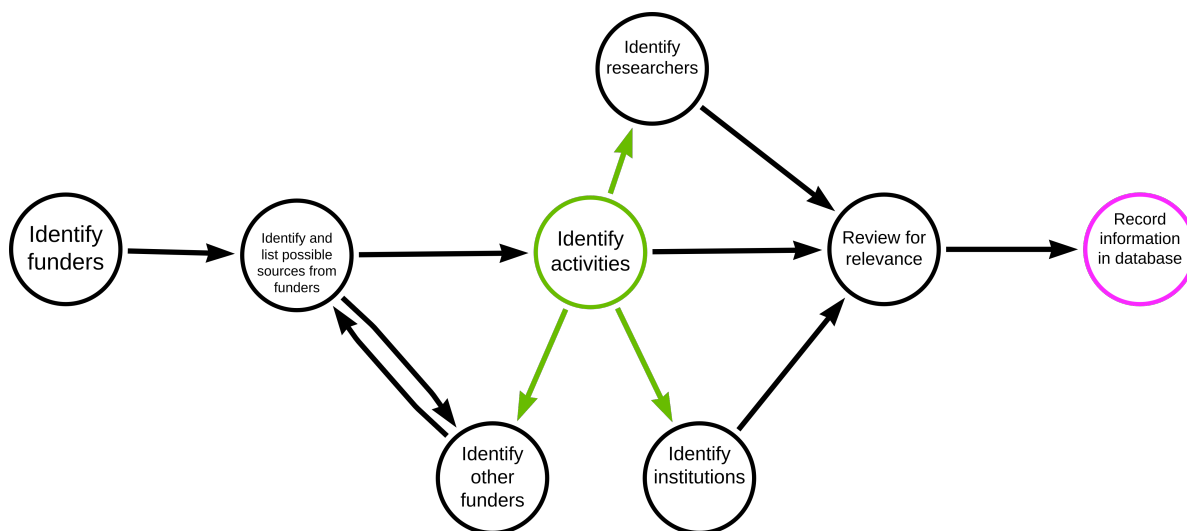 Identify
researchers
Identify
funders
Identify and
list possible
sources from
funders
Identify
activities
Review for
relevance
Record
information
in database
Identify
other
funders
Identify
institutions